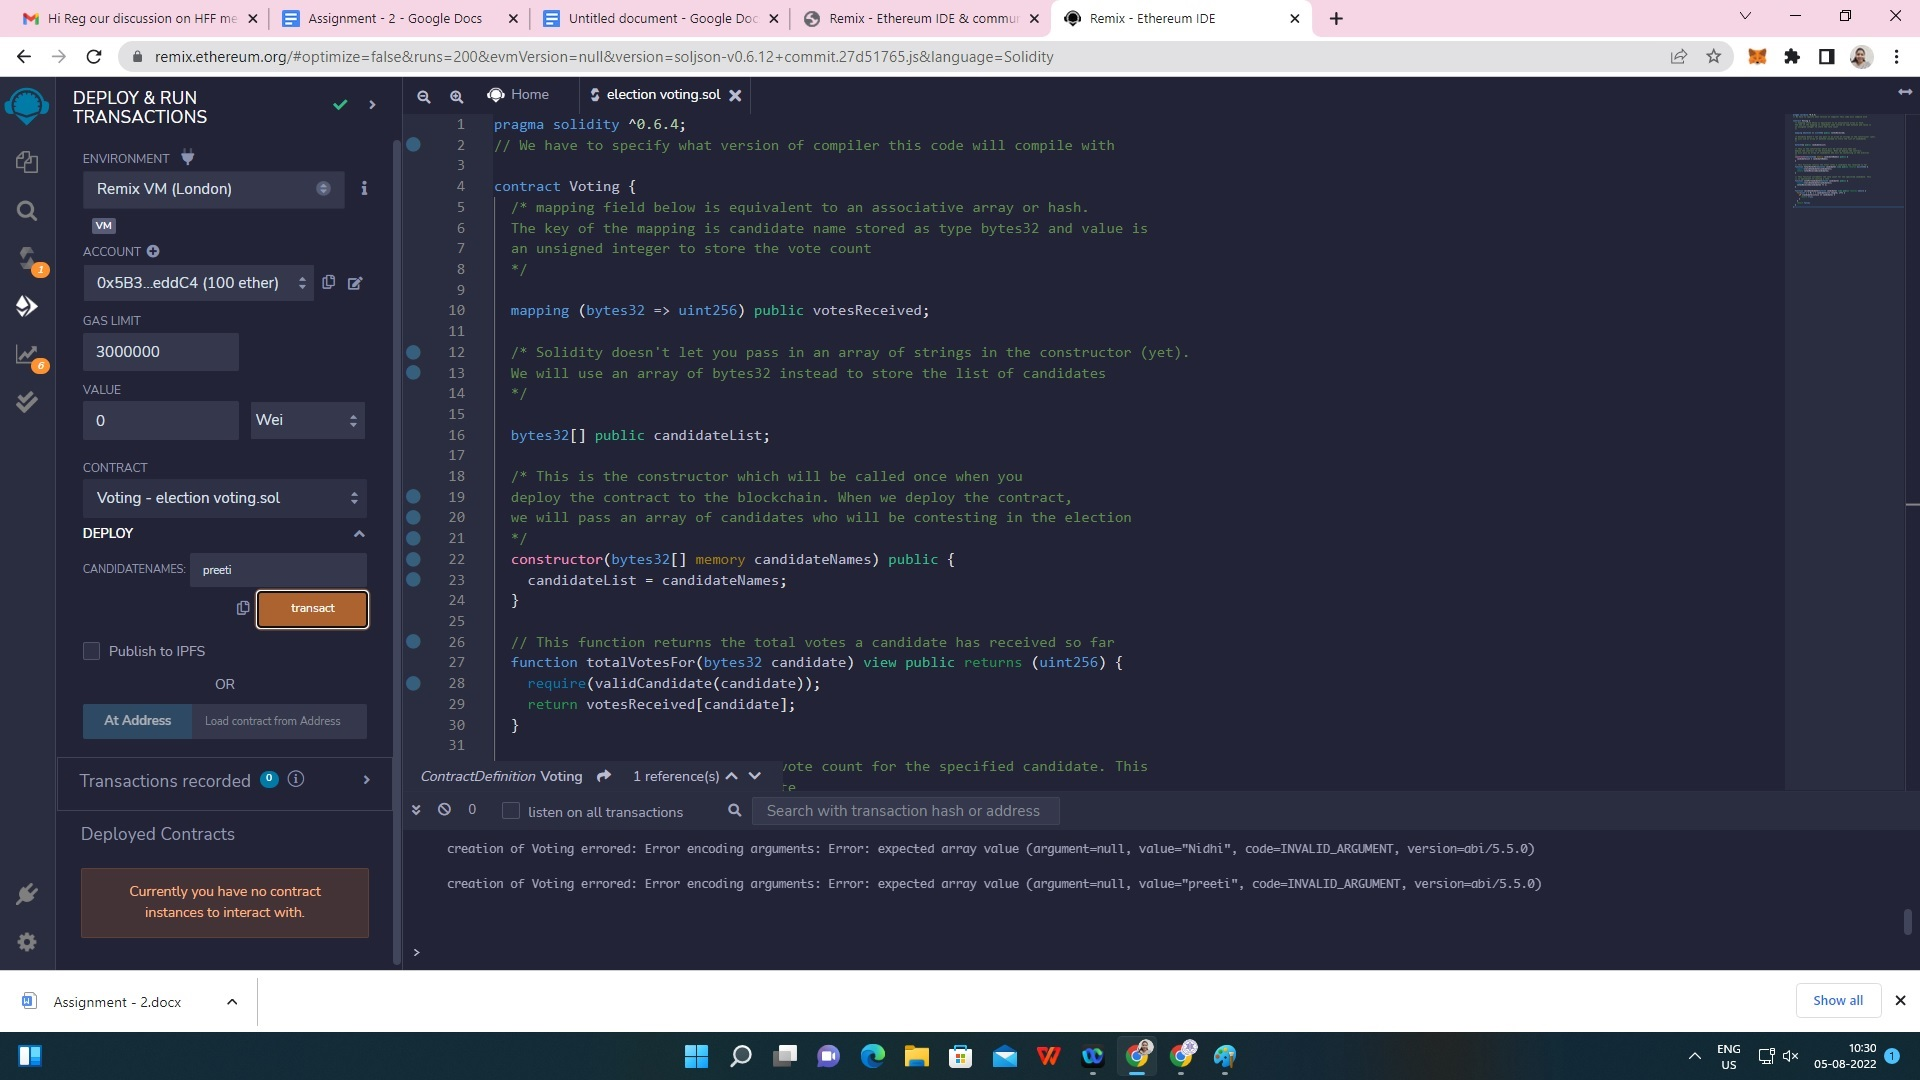 Hi Reg our discussion on HFF me
Assignment - 2 - Google Docs
Untitled document - Google Doc
Remix - Ethereum IDE & commun
Remix - Ethereum IDE
remix.ethereum.org/#optimize=false&runs=200&evmVersion=null&version=soljson-v0.6.12+commit.27d51765.js&language=Solidity
DEPLOY & RUN
TRANSACTIONS
ENVIRONMENT
Remix VM (London)
VM
ACCOUNT
0x5B3...eddC4 (100 ether)
GAS LIMIT
3000000
VALUE
0
Wei
CONTRACT
Voting - election voting.sol
DEPLOY
CANDIDATENAMES:
preeti
transact
Publish to IPFS
OR
At Address
Load contract from Address
Transactions recorded 0
Deployed Contracts
Currently you have no contract
instances to interact with.
1
6
Home
election voting.sol
1 pragma solidity ^0.6.4;
2 // We have to specify what version of compiler this code will compile with
3
4 contract Voting {
5 /* mapping field below is equivalent to an associative array or hash.
6 The key of the mapping is candidate name stored as type bytes32 and value is
7 an unsigned integer to store the vote count
8 */
9
10 mapping (bytes32 => uint256) public votesReceived;
11
12 /* Solidity doesn't let you pass in an array of strings in the constructor (yet).
13 We will use an array of bytes32 instead to store the list of candidates
14 */
15
16 bytes32[] public candidateList;
17
18 /* This is the constructor which will be called once when you
19 deploy the contract to the blockchain. When we deploy the contract,
20 we will pass an array of candidates who will be contesting in the election
21 */
22 constructor(bytes32[] memory candidateNames) public {
23 candidateList = candidateNames;
24 }
25
26 // This function returns the total votes a candidate has received so far
27 function totalVotesFor(bytes32 candidate) view public returns (uint256) {
28 require(validCandidate(candidate));
29 return votesReceived[candidate];
30 }
31
ContractDefinition Voting 1 reference(s)
vote count for the specified candidate. This
0
listen on all transactions
Search with transaction hash or address
creation of Voting errored: Error encoding arguments: Error: expected array value (argument=null, value="Nidhi", code=INVALID_ARGUMENT, version=abi/5.5.0)
creation of Voting errored: Error encoding arguments: Error: expected array value (argument=null, value="preeti", code=INVALID_ARGUMENT, version=abi/5.5.0)
>
Assignment - 2.docx
Show all
ENG
US
10:30
05-08-2022
1